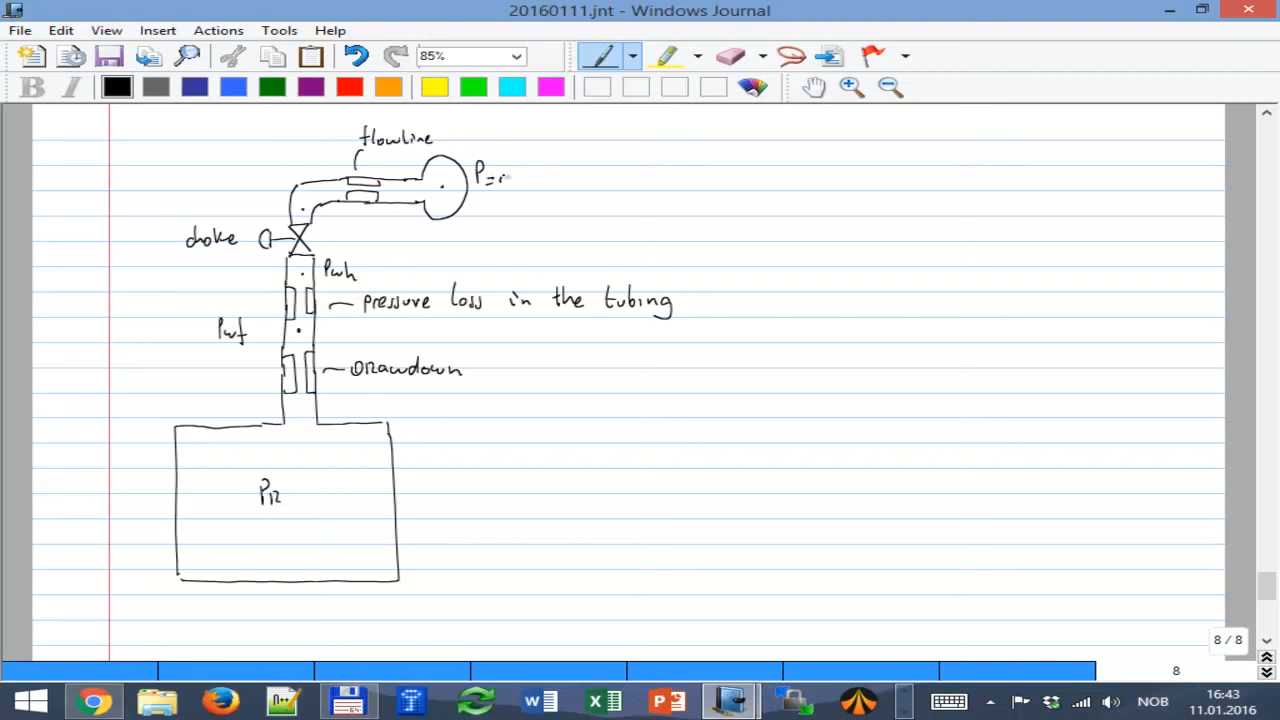 20160111.jnt - Windows Journal
File Edit View Insert Actions Tools Help
85%
B I
flowline
P=
choke
Pwh
pressure loss in the tubing
Pwf
Drawdown
PR
8 / 8
8
NOB
16:43
11.01.2016